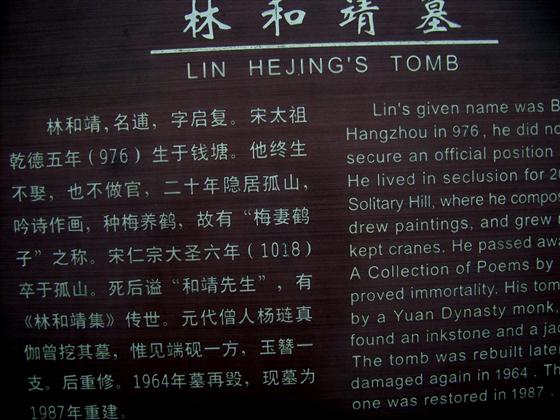 林和靖墓
LIN HEJING'S TOMB
林和靖,名逋，字启复。宋太祖
乾德五年(976)生于钱塘。他终生
不娶，也不做官，二十年隐居孤山，
吟诗作画，种梅养鹤，故有“梅妻鹤
子”之称。宋仁宗大圣六年(1018)
卒于孤山。死后谥“和靖先生”，有
《林和靖集》传世。元代僧人杨琏真
伽曾挖其墓，惟见端砚一方，玉簪一
支。后重修。1964年墓再毁，现墓为
1987年重建。
Lin's given name was
Hangzhou in 976, he did no
secure an official position
He lived in seclusion for 2
Solitary Hill, where he compos
drew paintings, and grew
kept cranes. He passed aw
A Collection of Poems by
proved immortality. His tom
by a Yuan Dynasty monk,
found an inkstone and a ja
The tomb was rebuilt later
damaged again in 1964. Th
one was restored in 1987.